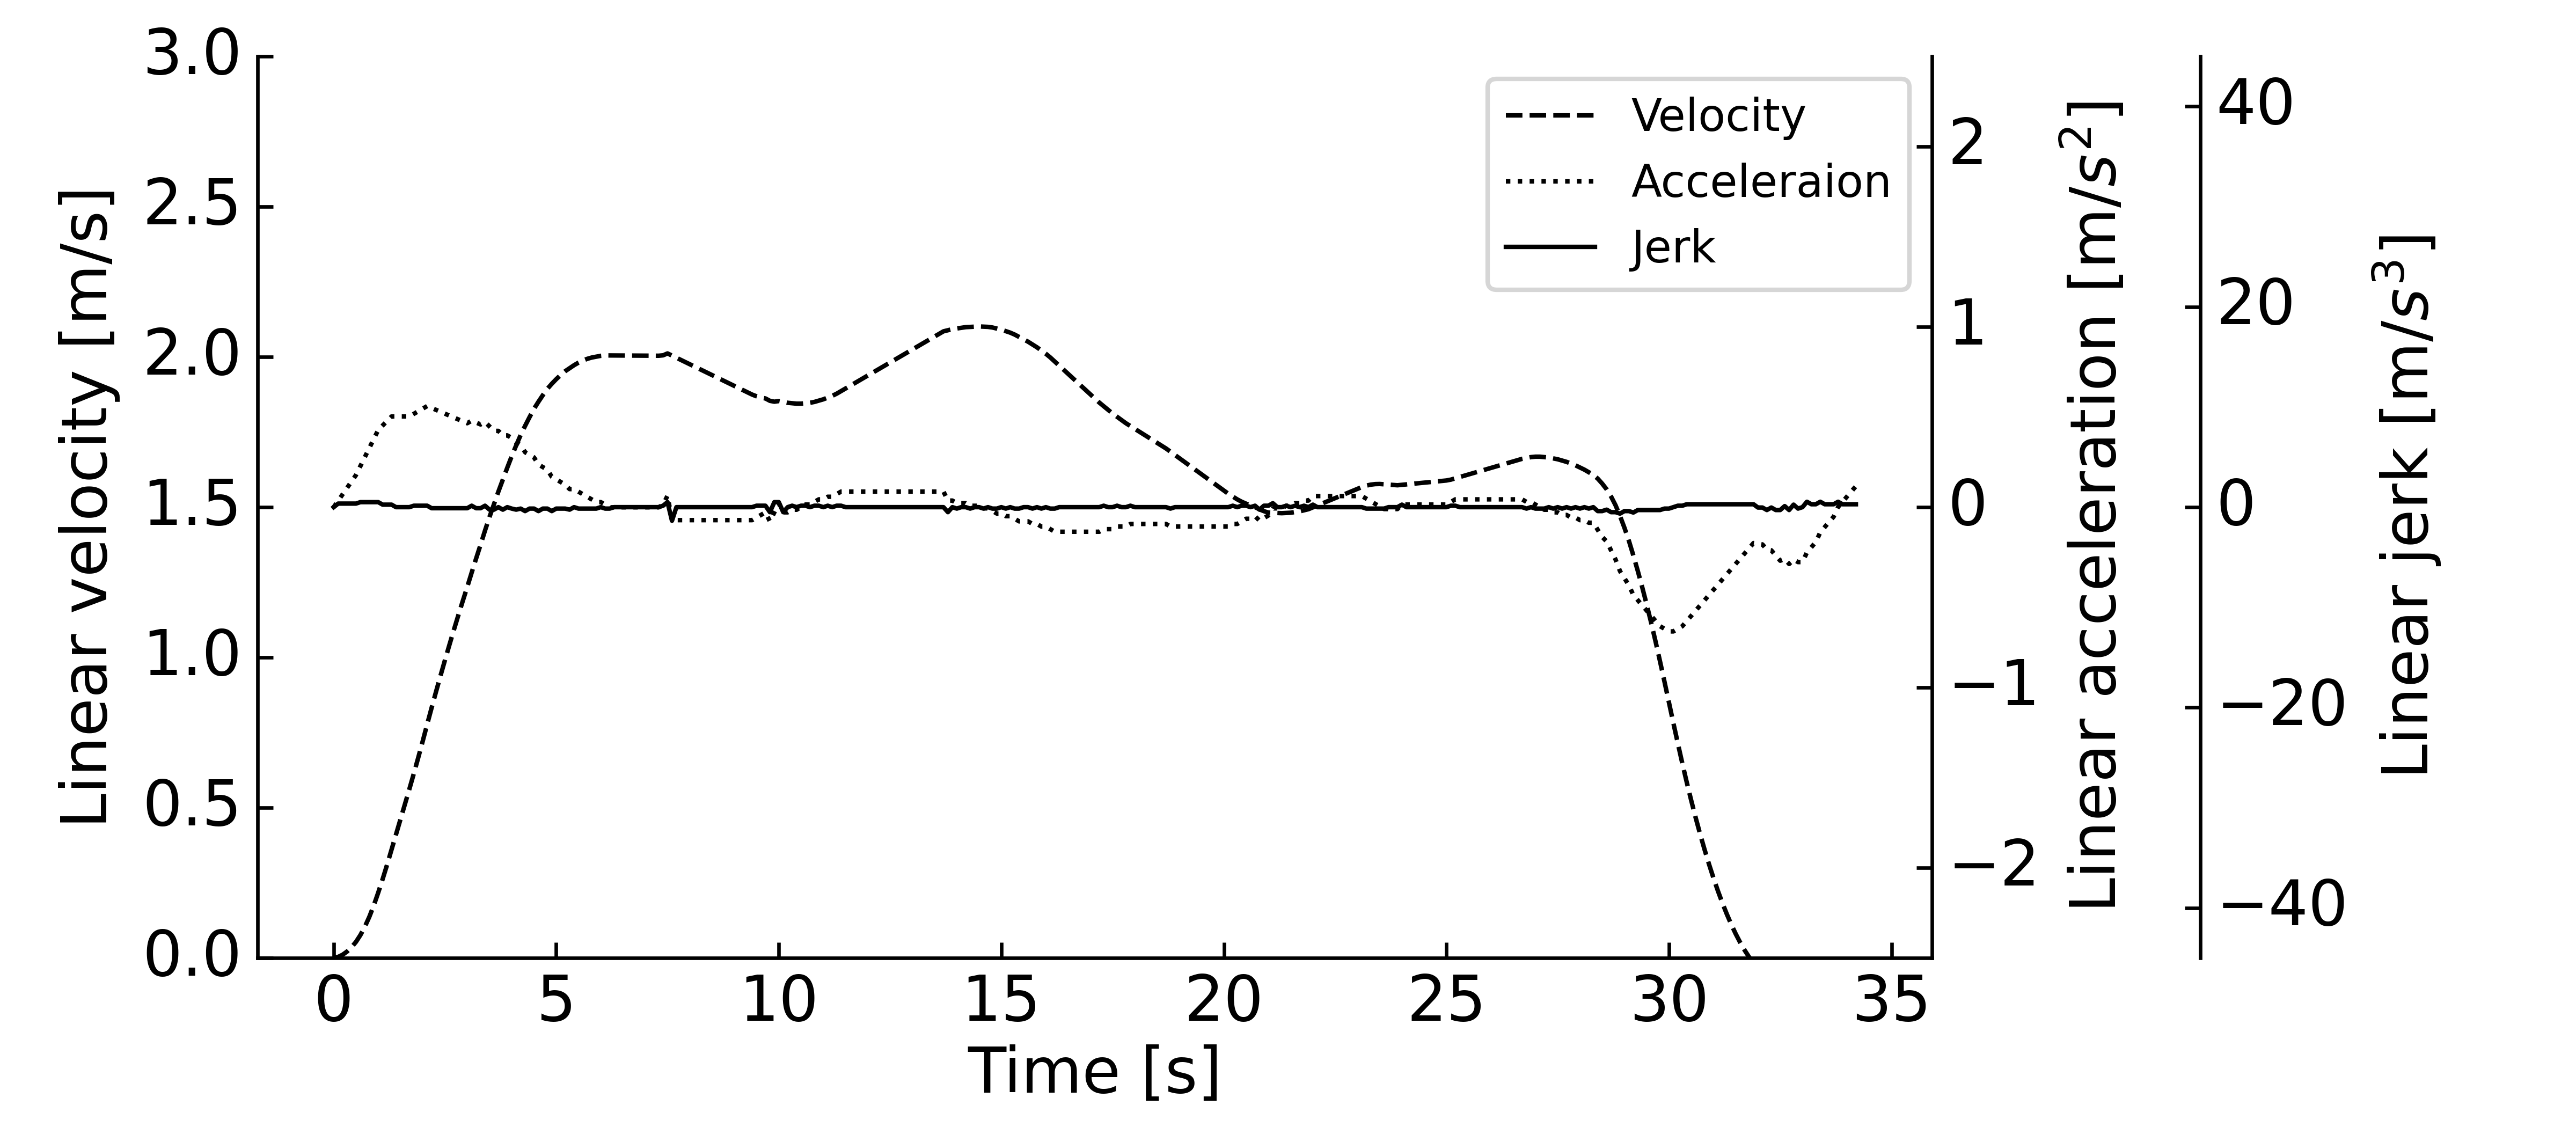 Linear velocity [m/s]
3.0
2.5
2.0
1.5
1.0
0.5
0.0
0 5 10 15 20 25 30 35
Time [s]
Velocity
Acceleraion
Jerk
2
1
0
−1
−2
Linear acceleration [m/s²]
40
20
0
−20
−40
Linear jerk [m/s³]